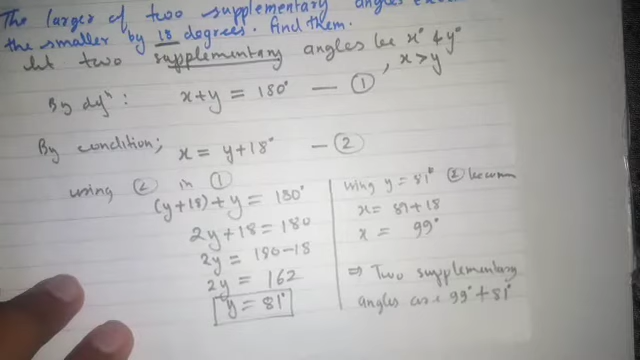 The larger of two supplementary angles
the smaller by 18 degrees. find them.
let two supplementary angles be x° & y°
, x>y
By dyⁿ: x+y = 180° — ①
By condition; x = y+18° — ②
using ② in ①
(y+18)+y = 180°
2y+18 = 180
2y = 180-18
2y = 162
y = 81°
using y = 81° ② becomes
x = 81+18
x = 99°
⇒ Two supplementary
angles are 99° + 81°